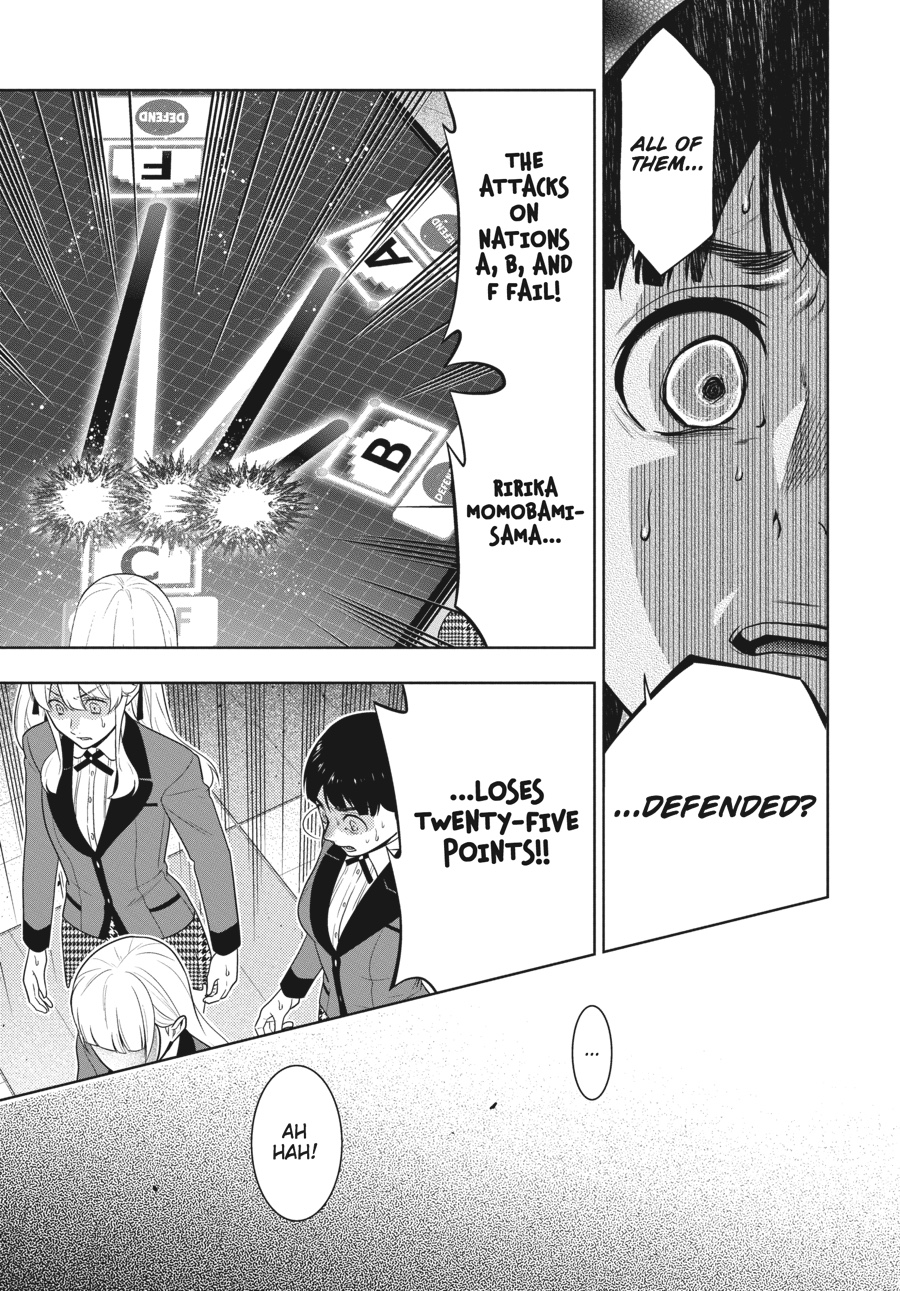 ALL OF
THEM...
...DEFENDED?
THE
ATTACKS
ON
NATIONS
A, B, AND
F FAIL!
RIRIKA
MOMOBAMI-
SAMA...
DEFEND
F
A
DEFEND
B
DEFEND
C
F
...LOSES
TWENTY-FIVE
POINTS!!
...
AH
HAH!